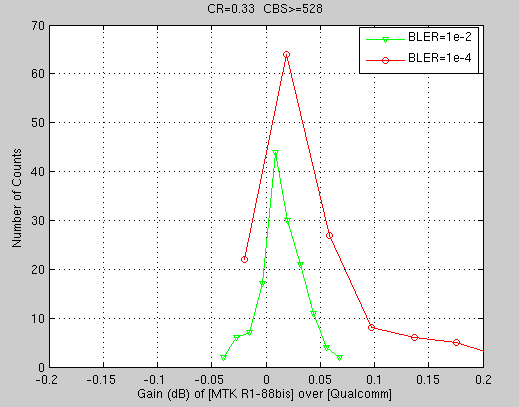 CR=0.33 CBS>=528
70
60
50
40
30
20
10
0
Number of Counts
BLER=1e-2
BLER=1e-4
-0.2 -0.15 -0.1 -0.05 0 0.05 0.1 0.15 0.2
Gain (dB) of [MTK R1-88bis] over [Qualcomm]